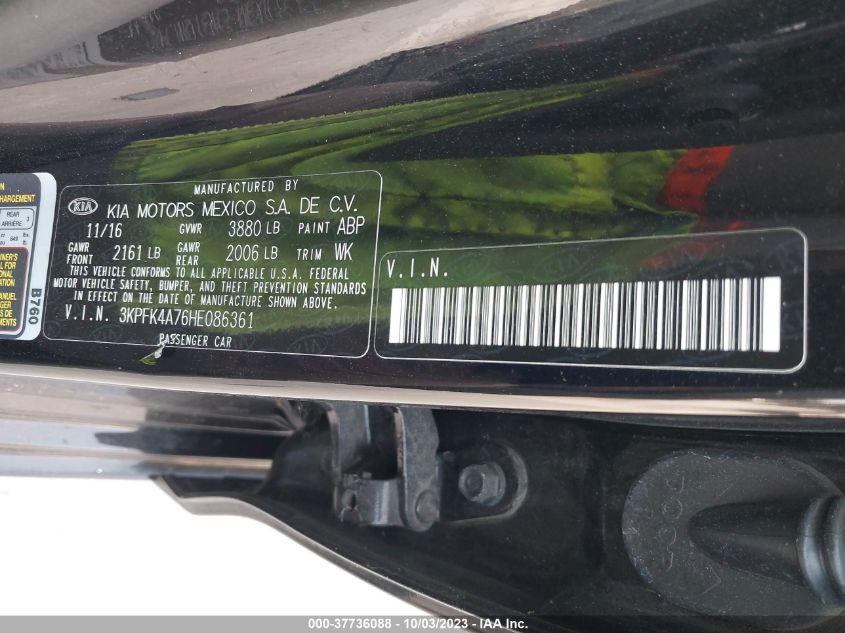 MANUFACTURED BY
KIA KIA MOTORS MEXICO S.A. DE C.V.
11/16 GVWR 3880 LB PAINT ABP
GAWR FRONT 2161 LB GAWR REAR 2006 LB TRIM WK
THIS VEHICLE CONFORMS TO ALL APPLICABLE U.S.A. FEDERAL
MOTOR VEHICLE SAFETY, BUMPER, AND THEFT PREVENTION STANDARDS
IN EFFECT ON THE DATE OF MANUFACTURE SHOWN ABOVE.
V.I.N. 3KPFK4A76HE086361
PASSENGER CAR
V.I.N.
CHARGEMENT
REAR
ARRIÈRE
B760
000-37736088 - 10/03/2023 - IAA Inc.